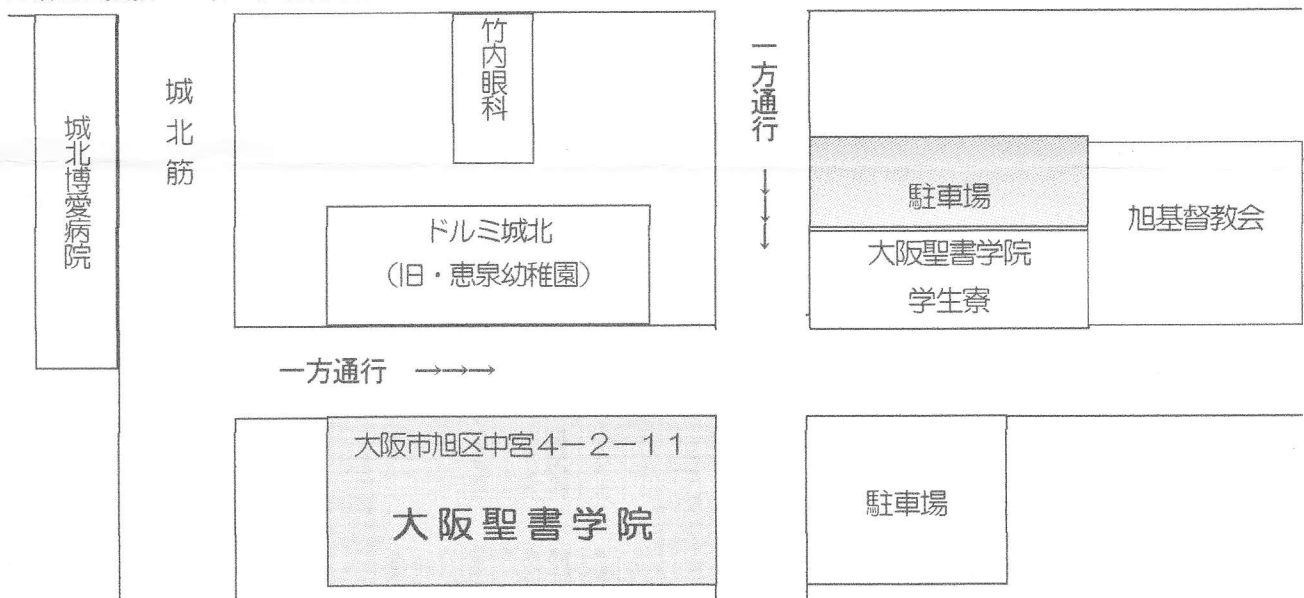 城北博愛病院
城北筋
竹内眼科
ドルミ城北
(旧・恵泉幼稚園)
一方通行
↓↓↓
駐車場
大阪聖書学院
学生寮
旭基督教会
一方通行 →→→
大阪市旭区中宮4-2-11
大阪聖書学院
駐車場